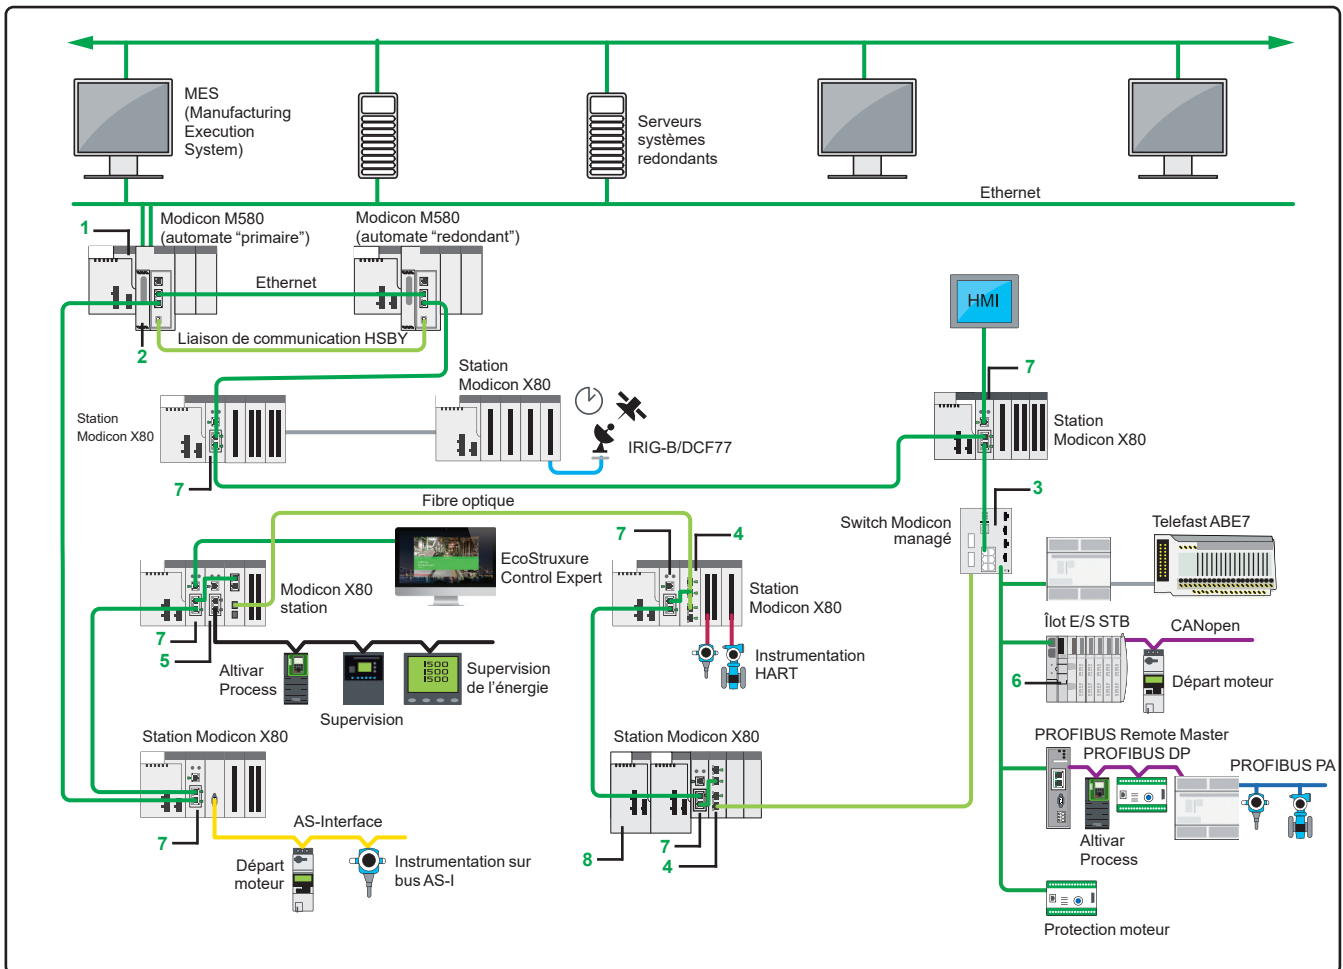 MES
(Manufacturing
Execution
System)
Serveurs
systèmes
redondants
Ethernet
Modicon M580
(automate “primaire”)
Modicon M580
(automate “redondant”)
1
Ethernet
Liaison de communication HSBY
2
HMI
7
Station
Modicon X80
Station
Modicon X80
IRIG-B/DCF77
7
Station
Modicon X80
3
Switch Modicon
managé
Telefast ABE7
Fibre optique
EcoStruxure
Control Expert
Modicon X80
station
7
5
Altivar
Process
Supervision
1500
1500
1500
Supervision
de l'énergie
7
4
Station
Modicon X80
Instrumentation
HART
Îlot E/S STB
CANopen
6
Départ moteur
PROFIBUS Remote Master
PROFIBUS DP
PROFIBUS PA
Altivar
Process
Protection moteur
Station Modicon X80
7
AS-Interface
Départ
moteur
Instrumentation sur
bus AS-I
Station Modicon X80
8
7
4